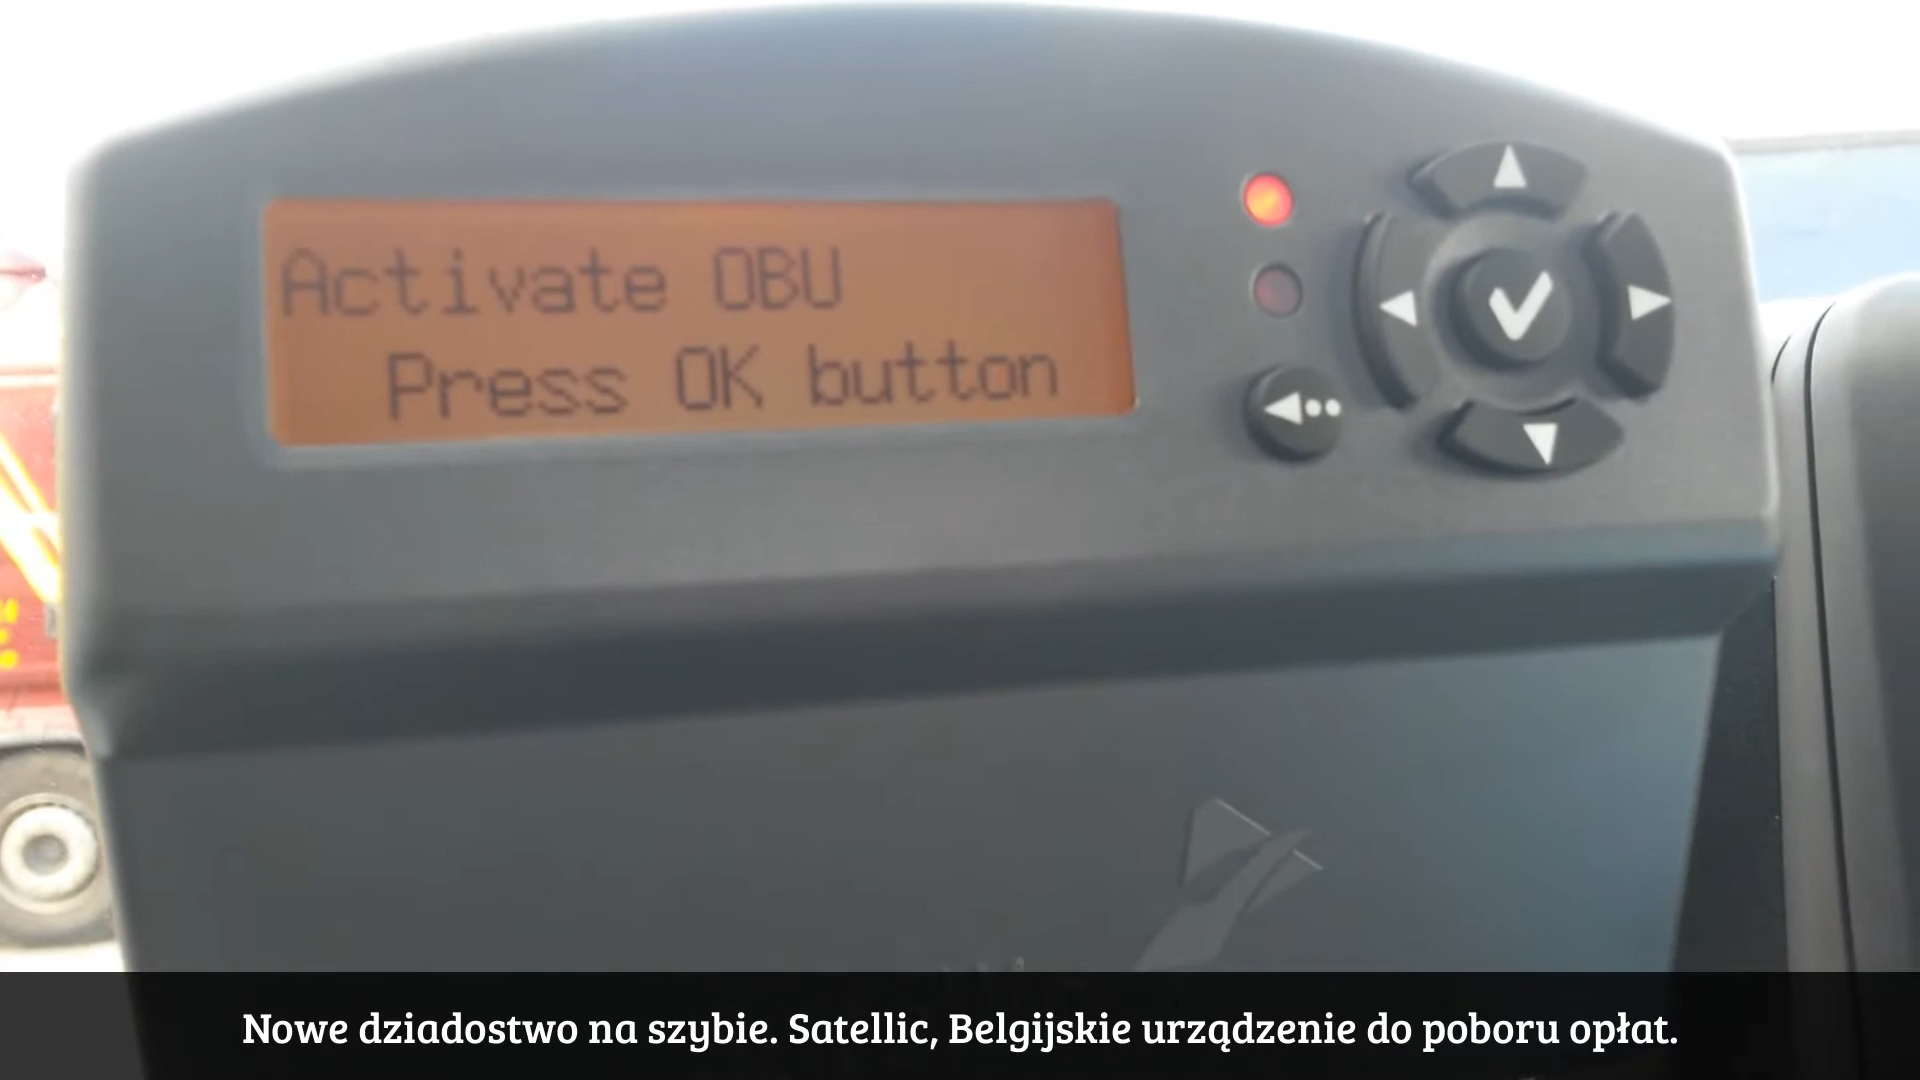 Activate OBU
Press OK button
Nowe dziadostwo na szybie. Satellic, Belgijskie urządzenie do poboru opłat.